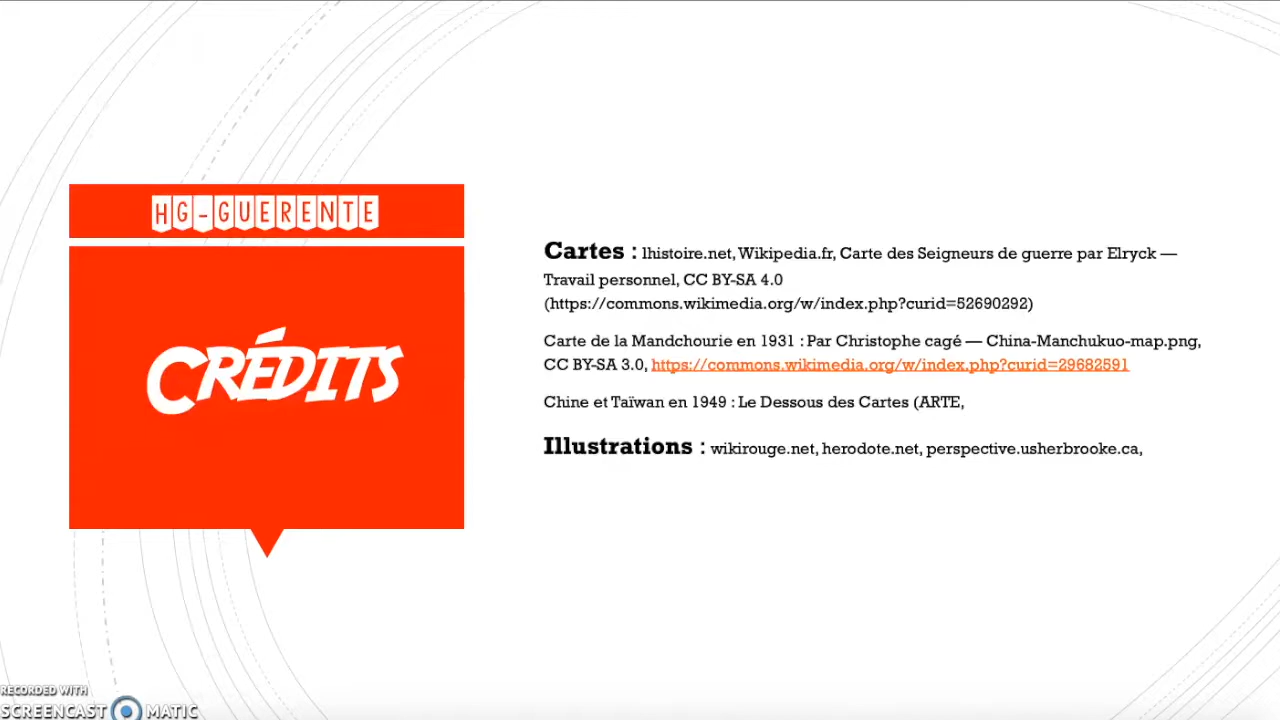 HG-GUERENTE
CRÉDITS
Cartes : lhistoire.net, Wikipedia.fr, Carte des Seigneurs de guerre par Elryck —
Travail personnel, CC BY-SA 4.0
(https://commons.wikimedia.org/w/index.php?curid=52690292)
Carte de la Mandchourie en 1931 : Par Christophe cagé — China-Manchukuo-map.png,
CC BY-SA 3.0, https://commons.wikimedia.org/w/index.php?curid=29682591
Chine et Taïwan en 1949 : Le Dessous des Cartes (ARTE,
Illustrations : wikirouge.net, herodote.net, perspective.usherbrooke.ca,
RECORDED WITH
SCREENCAST MATIC